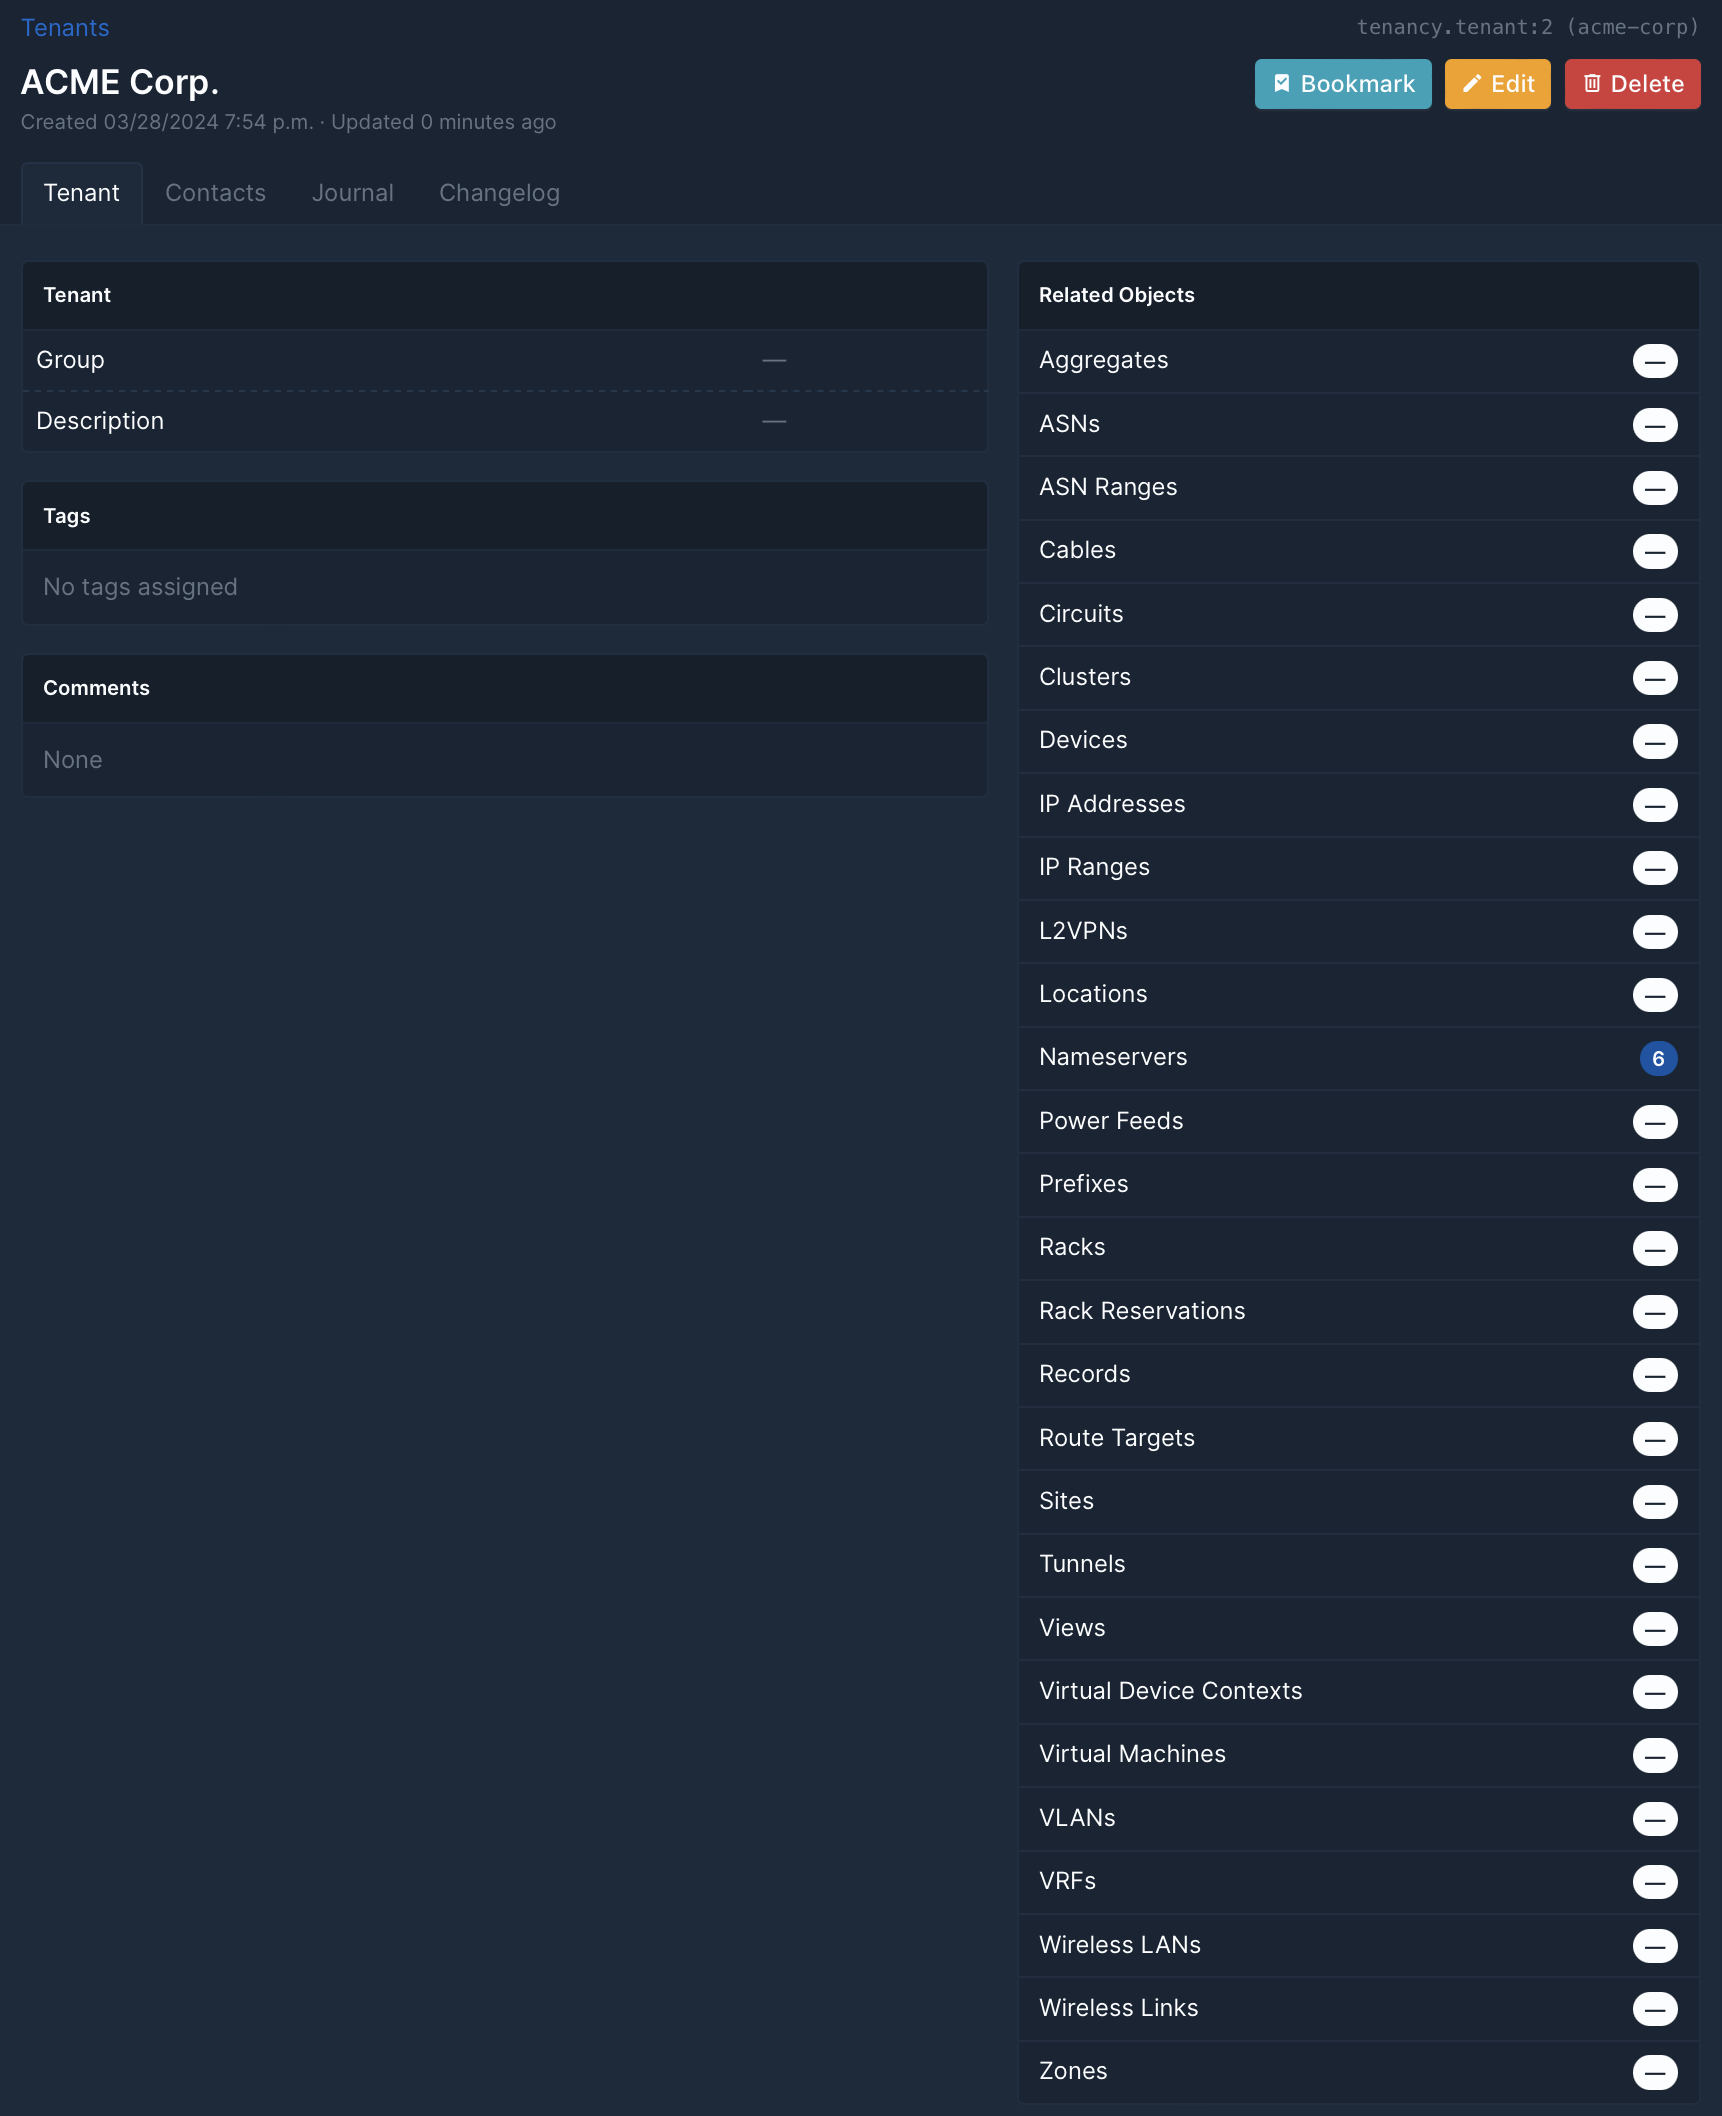 Tenants
tenancy.tenant:2 (acme-corp)
ACME Corp.
Bookmark
Edit
Delete
Created 03/28/2024 7:54 p.m. · Updated 0 minutes ago
Tenant Contacts Journal Changelog
Tenant
Group —
Description —
Tags
No tags assigned
Comments
None
Related Objects
Aggregates —
ASNs —
ASN Ranges —
Cables —
Circuits —
Clusters —
Devices —
IP Addresses —
IP Ranges —
L2VPNs —
Locations —
Nameservers 6
Power Feeds —
Prefixes —
Racks —
Rack Reservations —
Records —
Route Targets —
Sites —
Tunnels —
Views —
Virtual Device Contexts —
Virtual Machines —
VLANs —
VRFs —
Wireless LANs —
Wireless Links —
Zones —